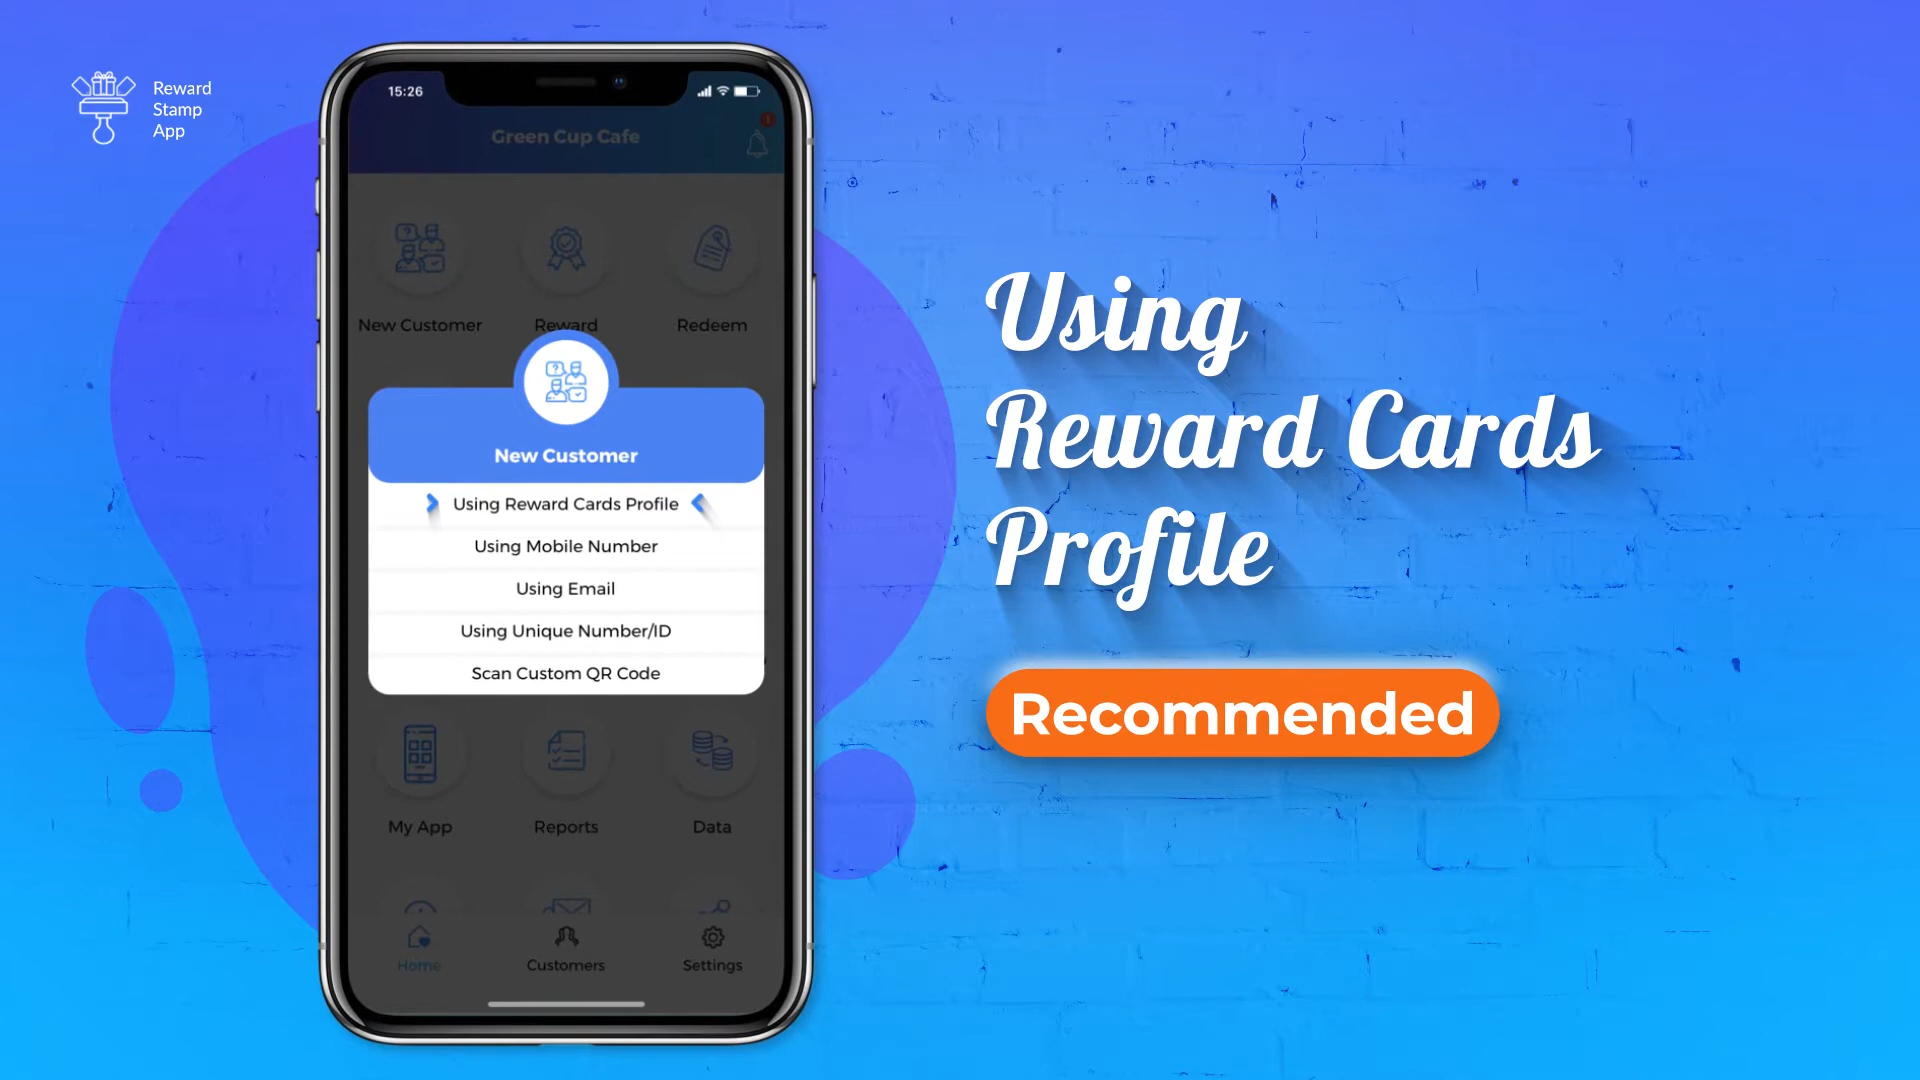 Reward
Stamp
App
15:26
Green Cup Cafe
New Customer
Reward
Redeem
New Customer
Using Reward Cards Profile
Using Mobile Number
Using Email
Using Unique Number/ID
Scan Custom QR Code
My App
Reports
Data
Home
Customers
Settings
Using
Reward Cards
Profile
Recommended